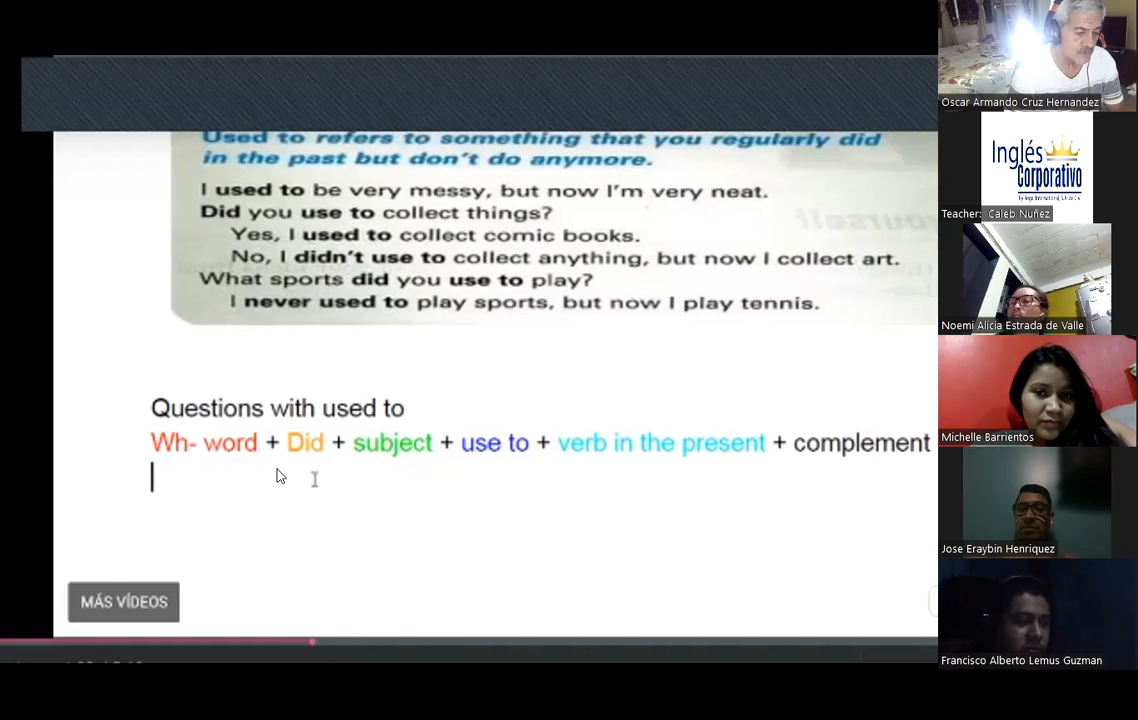 Used to refers to something that you regularly did
in the past but don't do anymore.
I used to be very messy, but now I'm very neat.
Did you use to collect things?
Yes, I used to collect comic books.
No, I didn't use to collect anything, but now I collect art.
What sports did you use to play?
I never used to play sports, but now I play tennis.
Questions with used to
Wh- word + Did + subject + use to + verb in the present + complement
MÁS VÍDEOS
Oscar Armando Cruz Hernandez
Inglés
Corporativo
Teacher: Caleb Nuñez
Noemi Alicia Estrada de Valle
Michelle Barrientos
Jose Eraybin Henriquez
Francisco Alberto Lemus Guzman